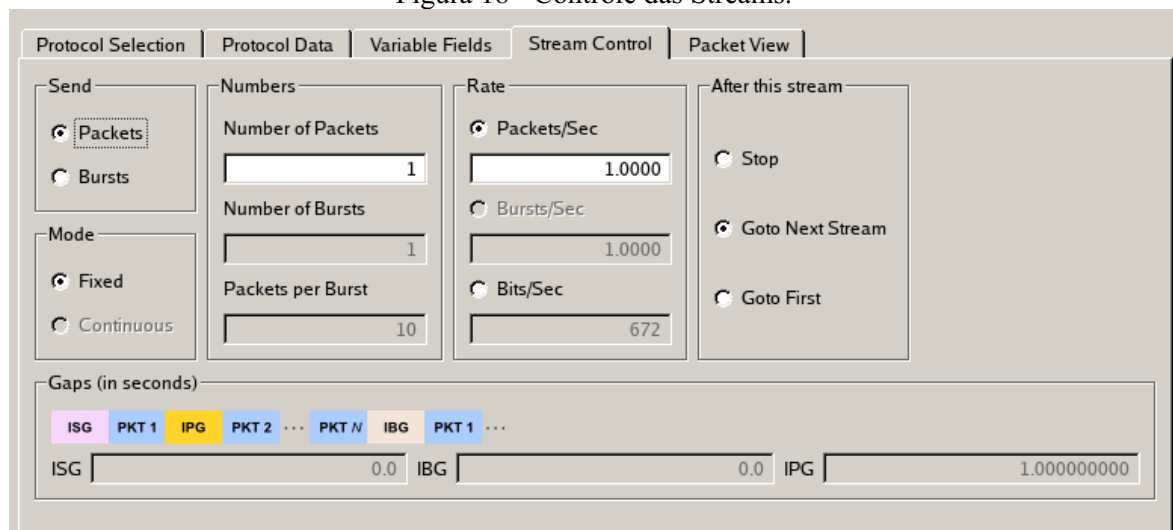 Figura 18 - Controle das Streams.
Protocol Selection Protocol Data Variable Fields Stream Control Packet View
Send
Packets
Bursts
Mode
Fixed
Continuous
Numbers
Number of Packets
1
Number of Bursts
1
Packets per Burst
10
Rate
Packets/Sec
1.0000
Bursts/Sec
1.0000
Bits/Sec
672
After this stream
Stop
Goto Next Stream
Goto First
Gaps (in seconds)
ISG PKT 1 IPG PKT 2 ··· PKT N IBG PKT 1 ···
ISG 0.0 IBG 0.0 IPG 1.000000000